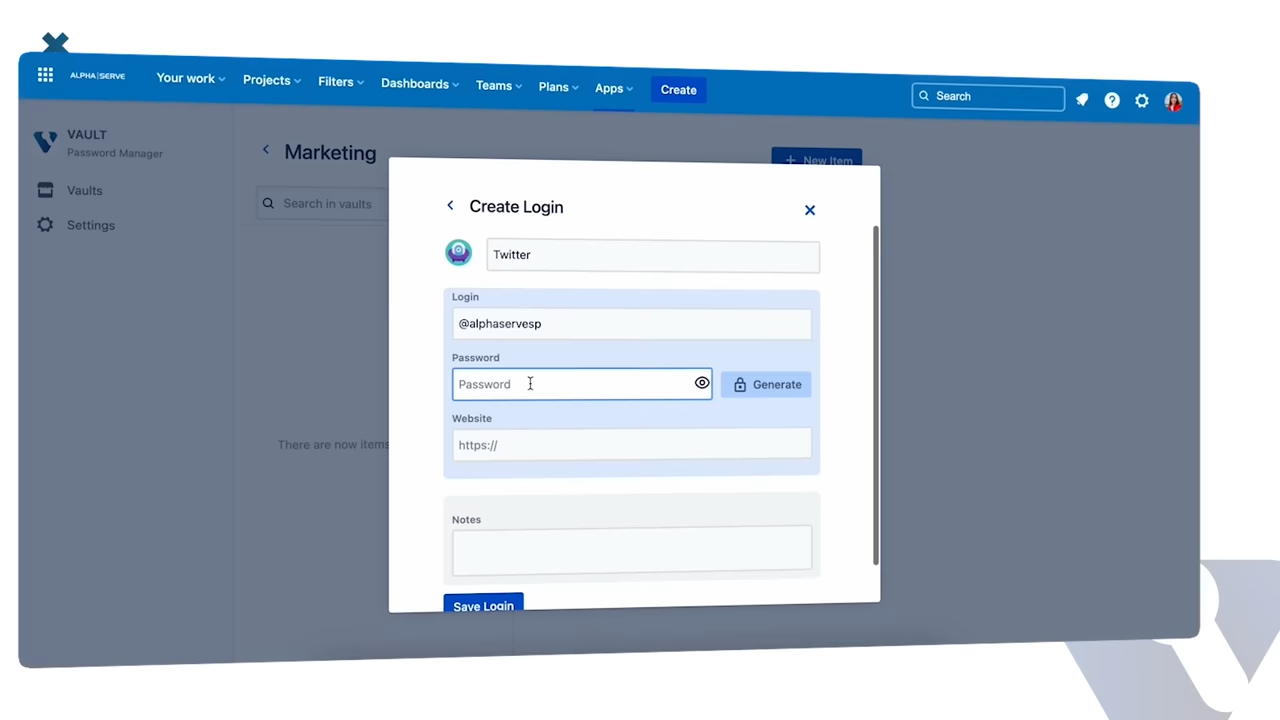 ALPHA|SERVE Your work Projects Filters Dashboards Teams Plans Apps Create Search
VAULT
Password Manager
Vaults
Settings
Marketing
New Item
Search in vaults
There are now items
Create Login
Twitter
Login
@alphaservesp
Password
Password
Generate
Website
https://
Notes
Save Login